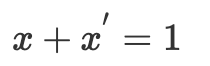 x + x′ = 1